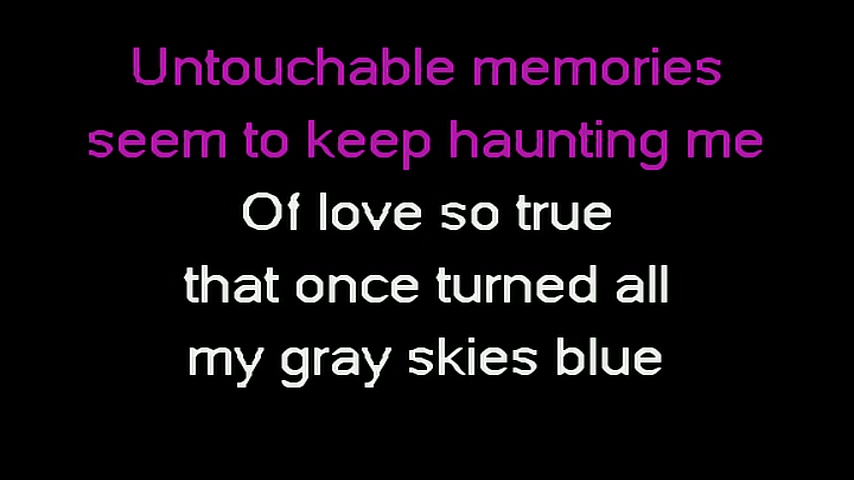 Untouchable memories
seem to keep haunting me
Of love so true
that once turned all
my gray skies blue